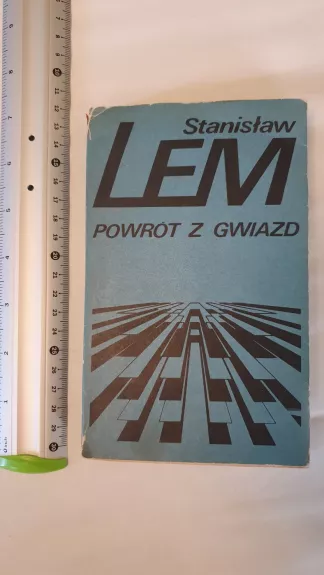 Stanisław
LEM
POWRÓT Z GWIAZD